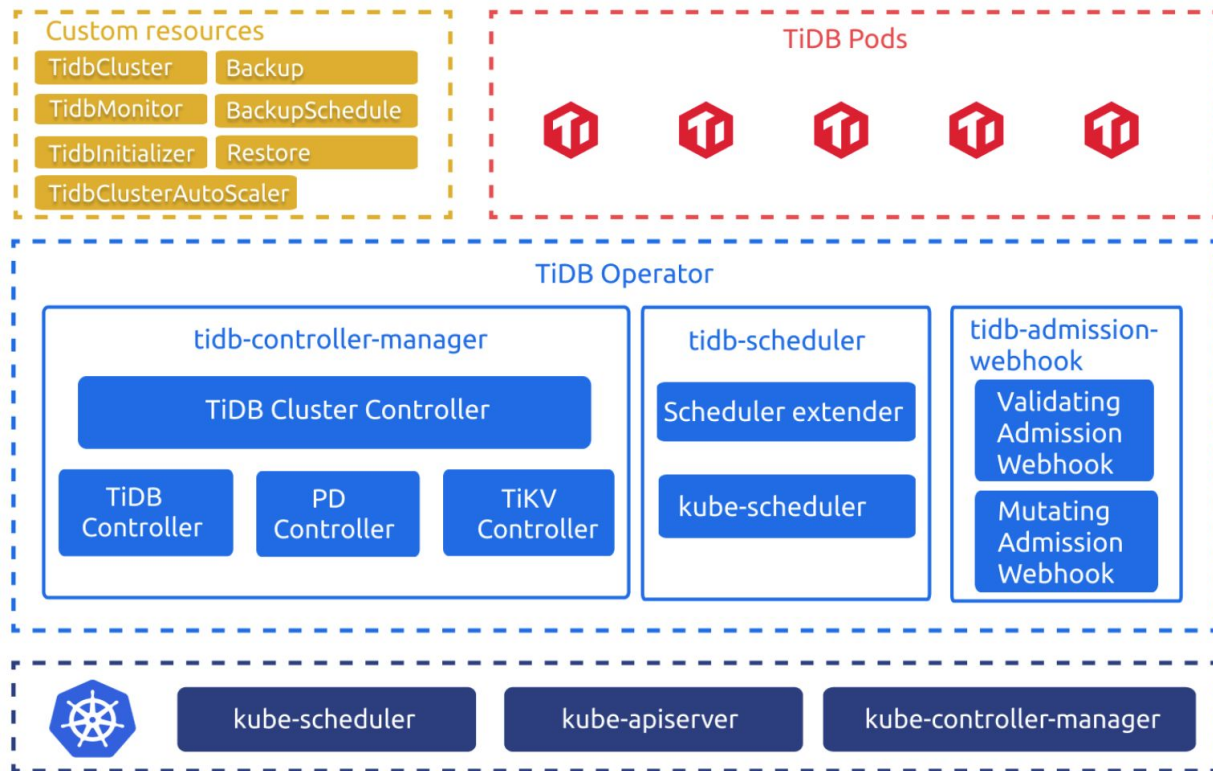 Custom resources
TidbCluster
Backup
TidbMonitor
BackupSchedule
TidbInitializer
Restore
TidbClusterAutoScaler
TiDB Pods
TiDB Operator
tidb-controller-manager
TiDB Cluster Controller
TiDB
Controller
PD
Controller
TiKV
Controller
tidb-scheduler
Scheduler extender
kube-scheduler
tidb-admission-
webhook
Validating
Admission
Webhook
Mutating
Admission
Webhook
kube-scheduler
kube-apiserver
kube-controller-manager